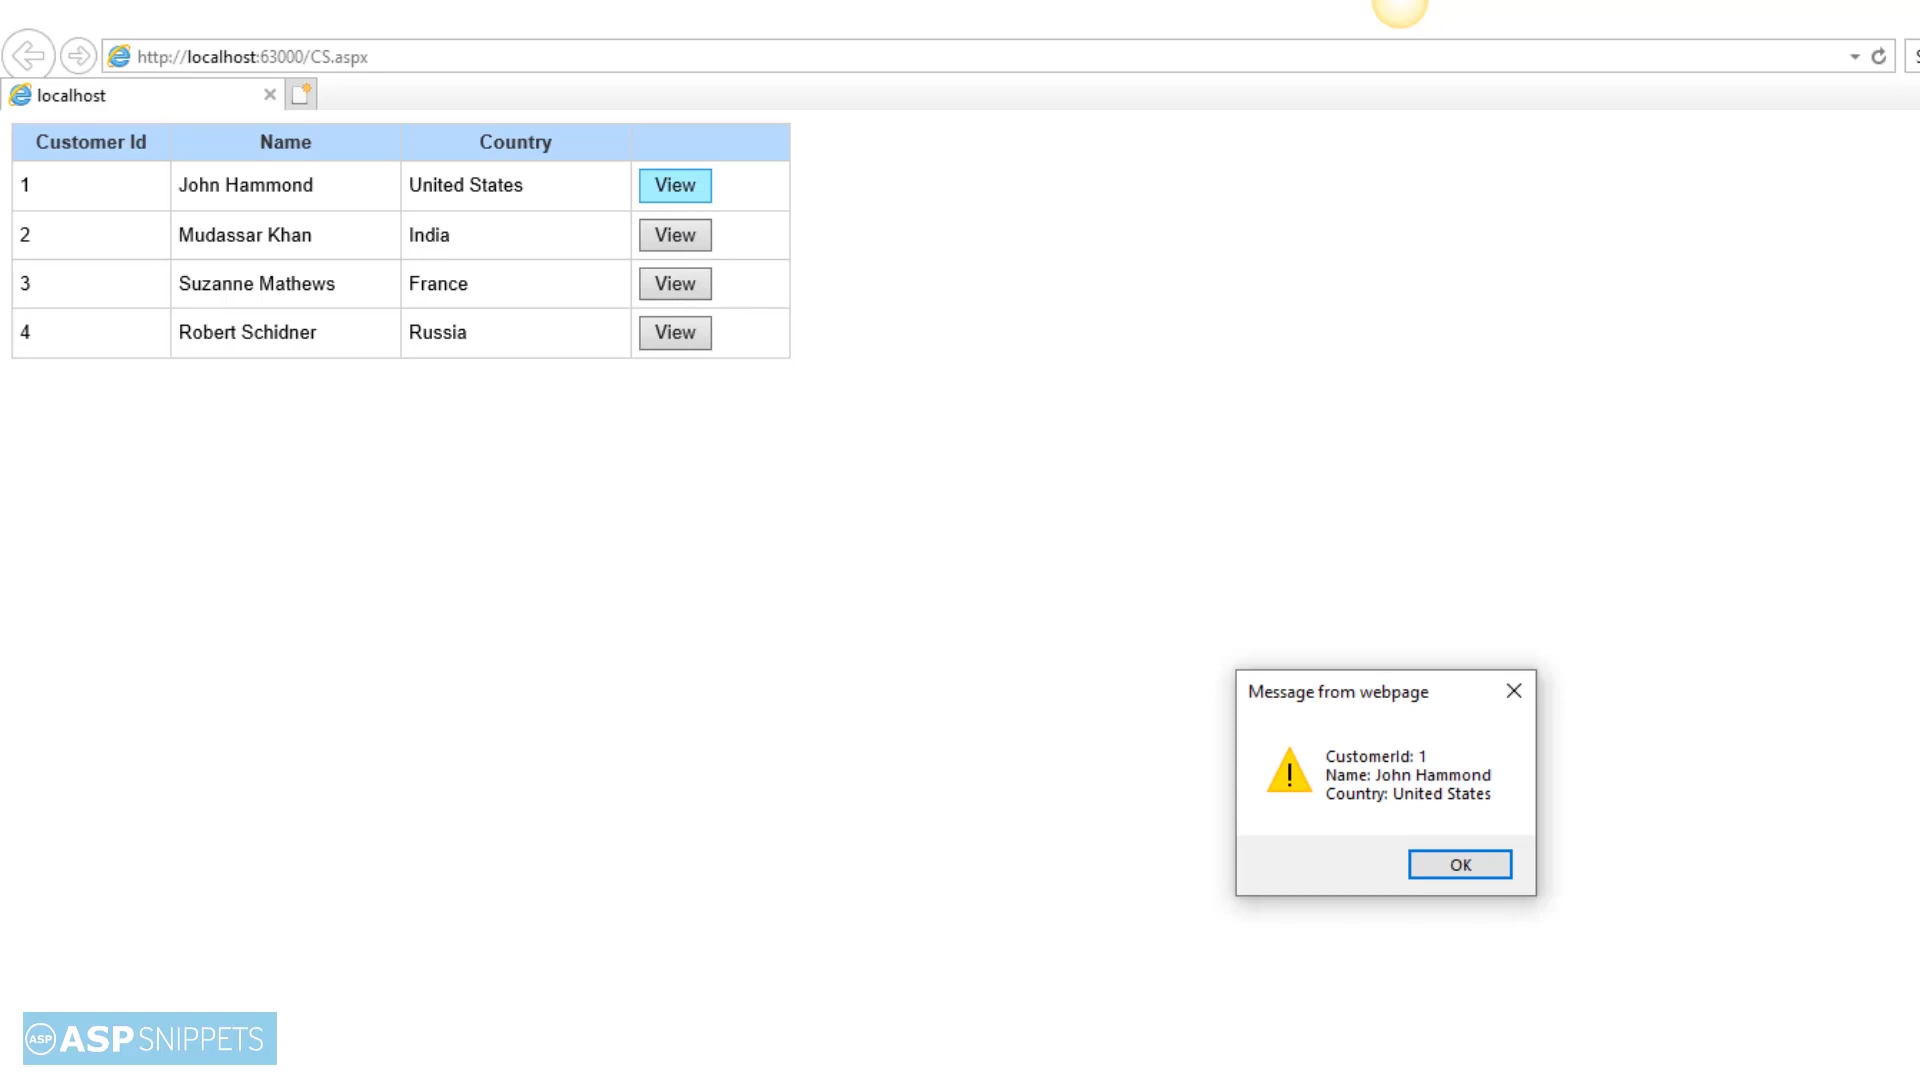 http://localhost:63000/CS.aspx
localhost
Customer Id Name Country
1 John Hammond United States View
2 Mudassar Khan India View
3 Suzanne Mathews France View
4 Robert Schidner Russia View
Message from webpage
CustomerId: 1
Name: John Hammond
Country: United States
OK
ASP ASPSNIPPETS